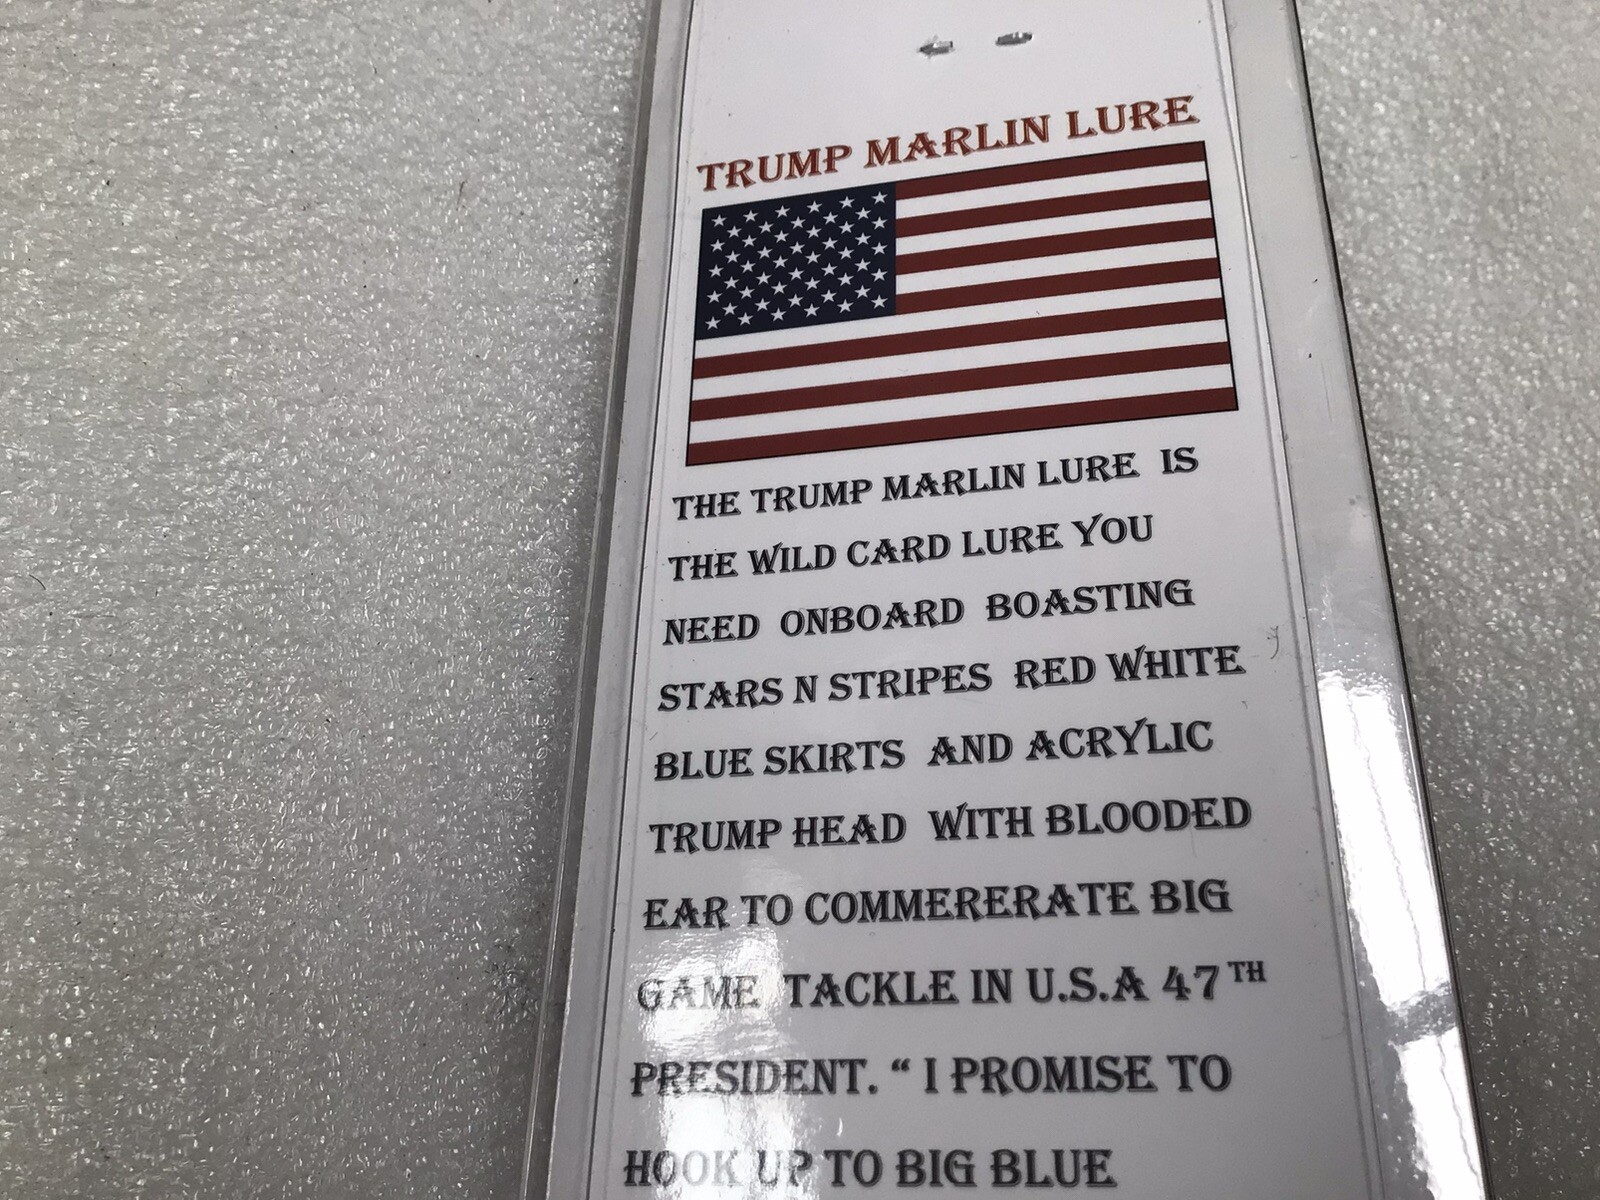 TRUMP MARLIN LURE
THE TRUMP MARLIN LURE IS
THE WILD CARD LURE YOU
NEED ONBOARD BOASTING
STARS N STRIPES RED WHITE
BLUE SKIRTS AND ACRYLIC
TRUMP HEAD WITH BLOODED
EAR TO COMMERERATE BIG
GAME TACKLE IN U.S.A 47TH
PRESIDENT. “ I PROMISE TO
HOOK UP TO BIG BLUE